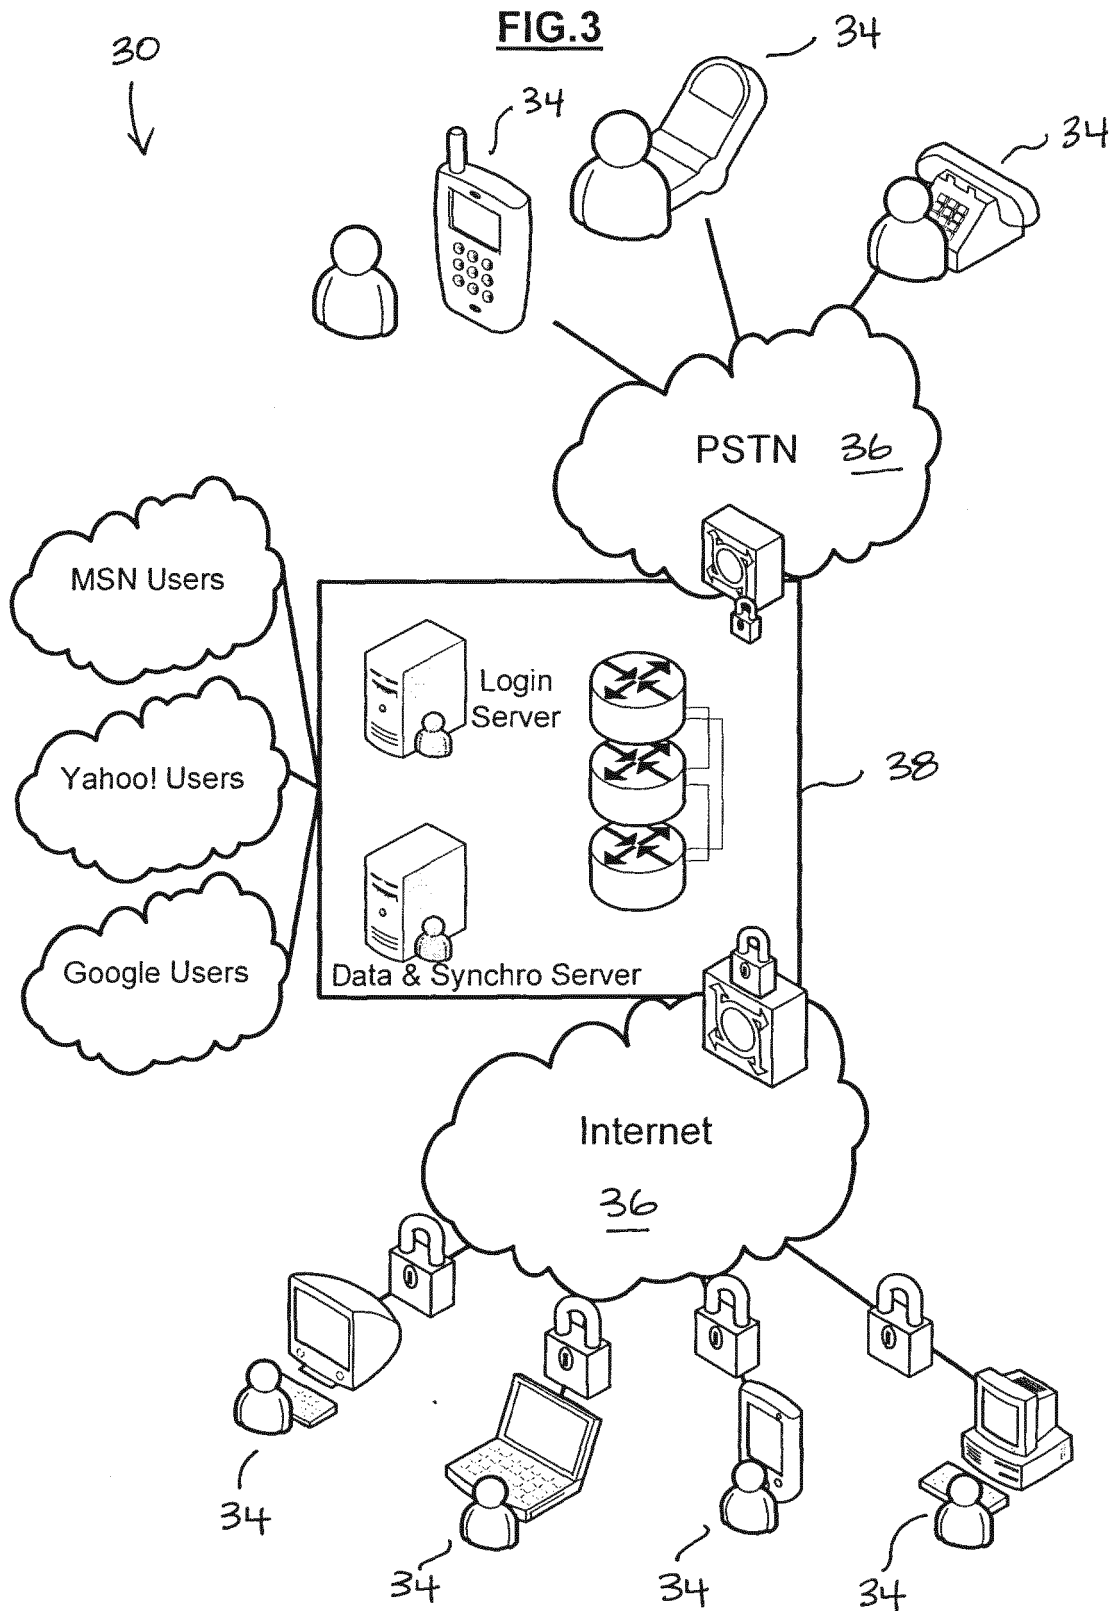 FIG.3
30
34
34
34
PSTN 36
MSN Users
Login
Server
Yahoo! Users
38
Google Users
Data & Synchro Server
Internet
36
34
34
34
34